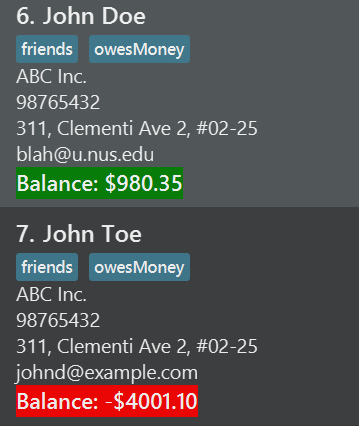 6. John Doe
friends owesMoney
ABC Inc.
98765432
311, Clementi Ave 2, #02-25
blah@u.nus.edu
Balance: $980.35
7. John Toe
friends owesMoney
ABC Inc.
98765432
311, Clementi Ave 2, #02-25
johnd@example.com
Balance: -$4001.10